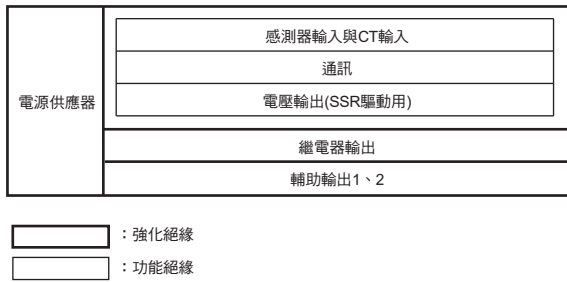 感測器輸入與CT輸入
通訊
電源供應器
電壓輸出(SSR驅動用)
繼電器輸出
輔助輸出1、2
：強化絕緣
：功能絕緣